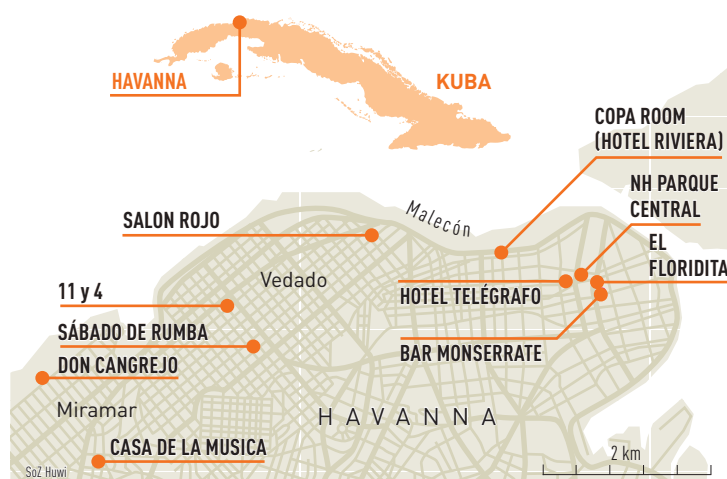 HAVANNA
KUBA
COPA ROOM
(HOTEL RIVIERA)
NH PARQUE
CENTRAL
EL
FLORIDITA
Malecón
SALON ROJO
Vedado
11 y 4
HOTEL TELÉGRAFO
SÁBADO DE RUMBA
BAR MONSERRATE
DON CANGREJO
Miramar
HAVANNA
CASA DE LA MUSICA
2 km
SoZ Huwi